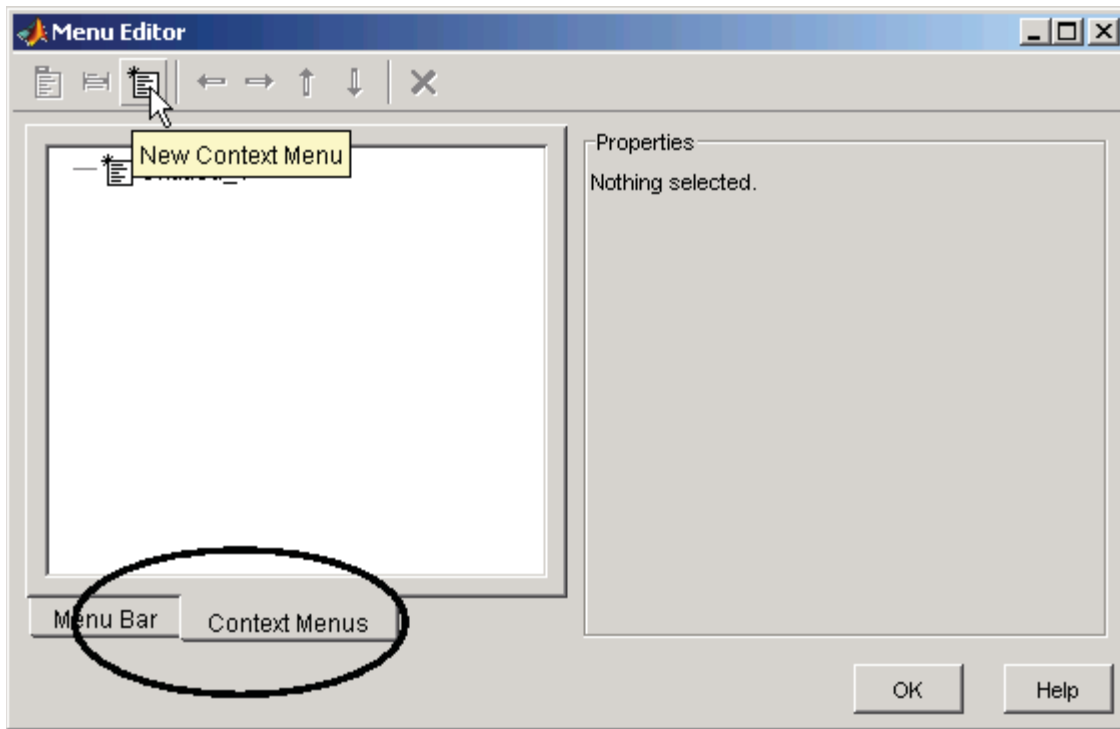 Menu Editor
New Context Menu
Properties
Nothing selected.
Menu Bar
Context Menus
OK
Help